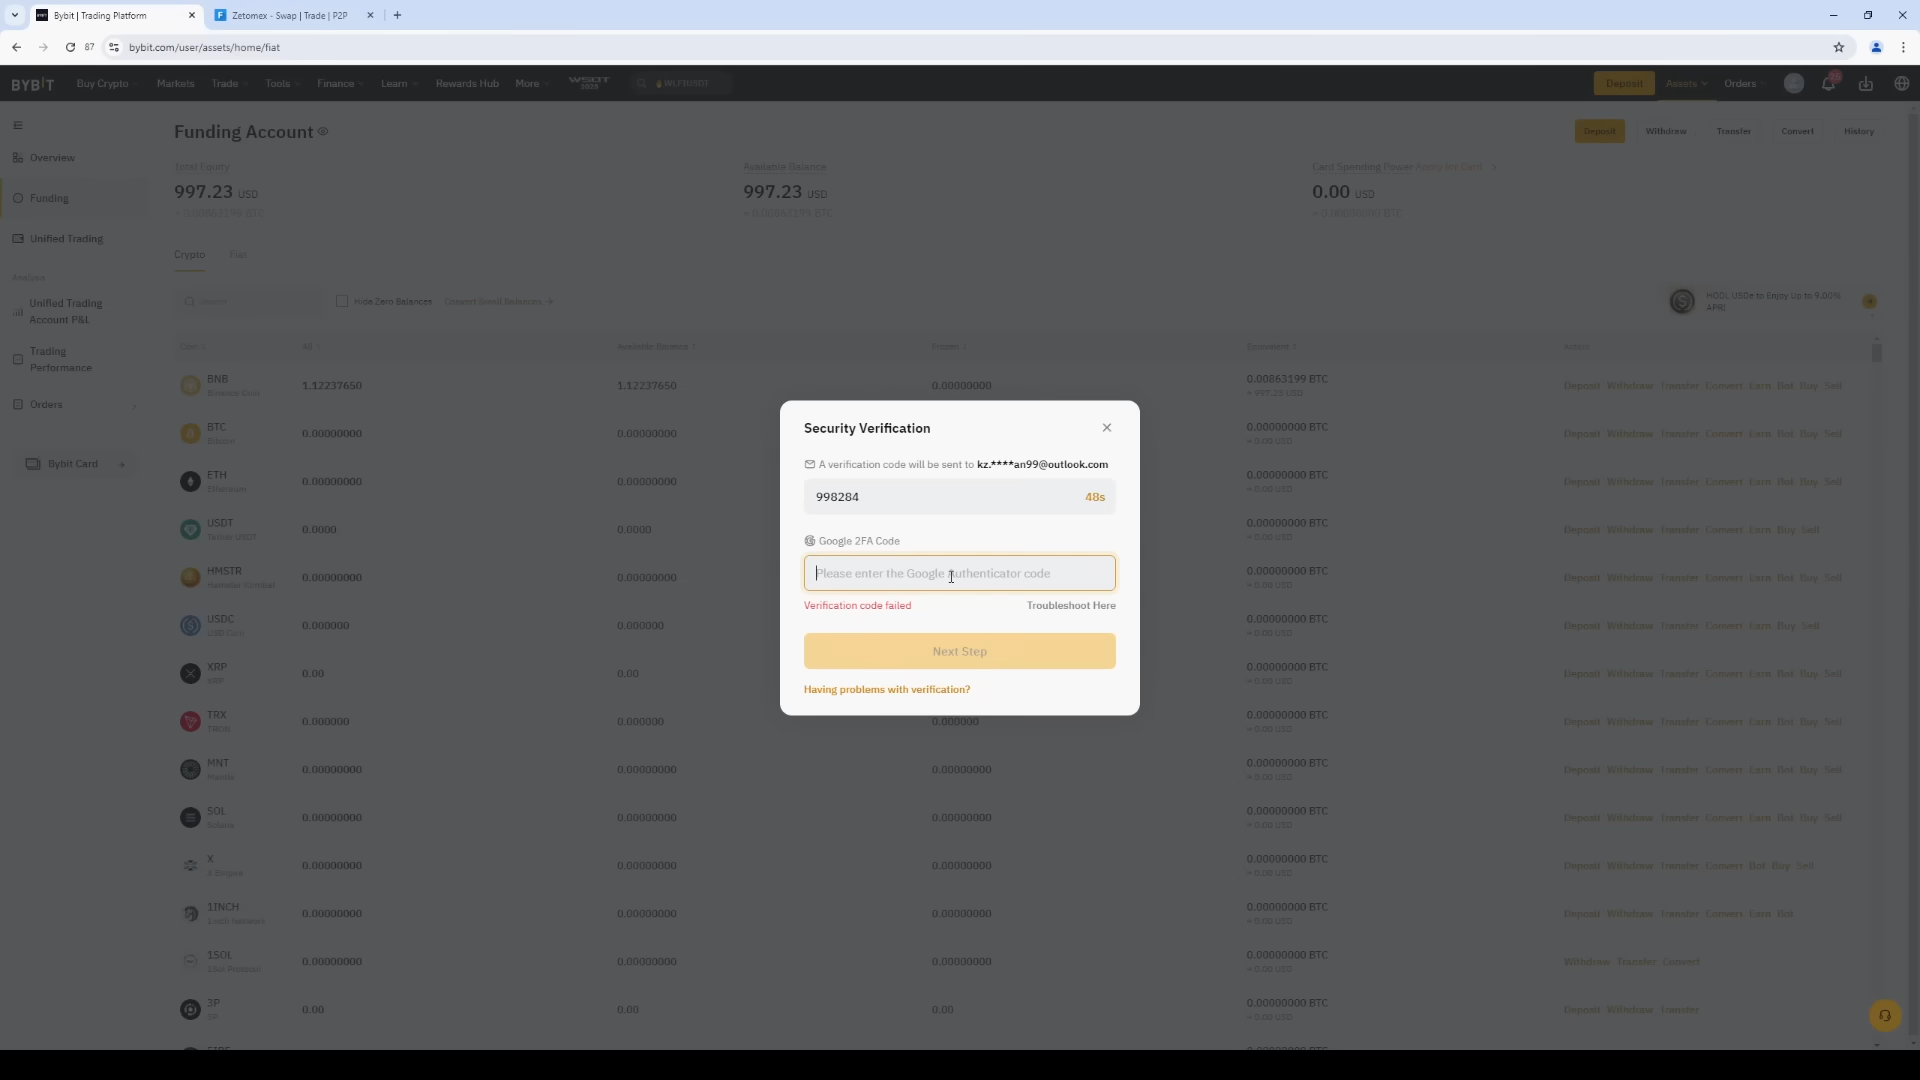 Bybit | Trading Platform
Zetomex - Swap | Trade | P2P
87
bybit.com/user/assets/home/fiat
BYBIT
Buy Crypto
Markets
Trade
Tools
Finance
Learn
Rewards Hub
More
WSOT
2025
WLFIUSDT
Deposit
Assets
Orders
Overview
Funding
Unified Trading
Analysis
Unified Trading
Account P&L
Trading
Performance
Orders
Bybit Card
Funding Account
Deposit
Withdraw
Transfer
Convert
History
Total Equity
997.23 USD
≈ 0.00863199 BTC
Available Balance
997.23 USD
≈ 0.00863199 BTC
Card Spending Power Apply for Card
0.00 USD
≈ 0.00000000 BTC
Crypto
Fiat
Search
Hide Zero Balances
Convert Small Balances →
HODL USDe to Enjoy Up to 9.00%
APR!
Coin
All
Available Balance
Frozen
Equivalent
Action
BNB 1.12237650 1.12237650 0.00000000 0.00863199 BTC Deposit Withdraw Transfer Convert Earn Bot Buy Sell
Binance Coin ≈ 997.23 USD
BTC 0.00000000 0.00000000 BTC Deposit Withdraw Transfer Convert Earn Bot Buy Sell
Bitcoin 0.00000000 ≈ 0.00 USD
ETH 0.00000000 0.00000000 BTC Deposit Withdraw Transfer Convert Earn Bot Buy Sell
Ethereum 0.00000000 ≈ 0.00 USD
USDT 0.0000 0.0000 0.00000000 BTC Deposit Withdraw Transfer Convert Earn Buy Sell
Tether USDT ≈ 0.00 USD
HMSTR 0.00000000 0.00000000 0.00000000 BTC Deposit Withdraw Transfer Convert Earn Bot Buy Sell
Hamster Kombat ≈ 0.00 USD
USDC 0.000000 0.000000 0.00000000 BTC Deposit Withdraw Transfer Convert Earn Buy Sell
USD Coin ≈ 0.00 USD
XRP 0.00 0.00 0.00000000 BTC Deposit Withdraw Transfer Convert Earn Bot Buy Sell
XRP ≈ 0.00 USD
TRX 0.000000 0.000000 0.000000 0.00000000 BTC Deposit Withdraw Transfer Convert Earn Bot Buy Sell
TRON ≈ 0.00 USD
MNT 0.00000000 0.00000000 0.00000000 0.00000000 BTC Deposit Withdraw Transfer Convert Earn Bot Buy Sell
Mantle ≈ 0.00 USD
SOL 0.00000000 0.00000000 0.00000000 0.00000000 BTC Deposit Withdraw Transfer Convert Earn Bot Buy Sell
Solana ≈ 0.00 USD
X 0.00000000 0.00000000 0.00000000 0.00000000 BTC Deposit Withdraw Transfer Convert Bot Buy Sell
X Empire ≈ 0.00 USD
1INCH 0.00000000 0.00000000 0.00000000 0.00000000 BTC Deposit Withdraw Transfer Convert Earn Bot
1inch Network ≈ 0.00 USD
1SOL 0.00000000 0.00000000 0.00000000 0.00000000 BTC Withdraw Transfer Convert
1Sol Protocol ≈ 0.00 USD
3P 0.00 0.00 0.00 0.00000000 BTC Deposit Withdraw Transfer
3P ≈ 0.00 USD
Security Verification
A verification code will be sent to kz.****an99@outlook.com
998284 48s
Google 2FA Code
Please enter the Google Authenticator code
Verification code failed Troubleshoot Here
Next Step
Having problems with verification?